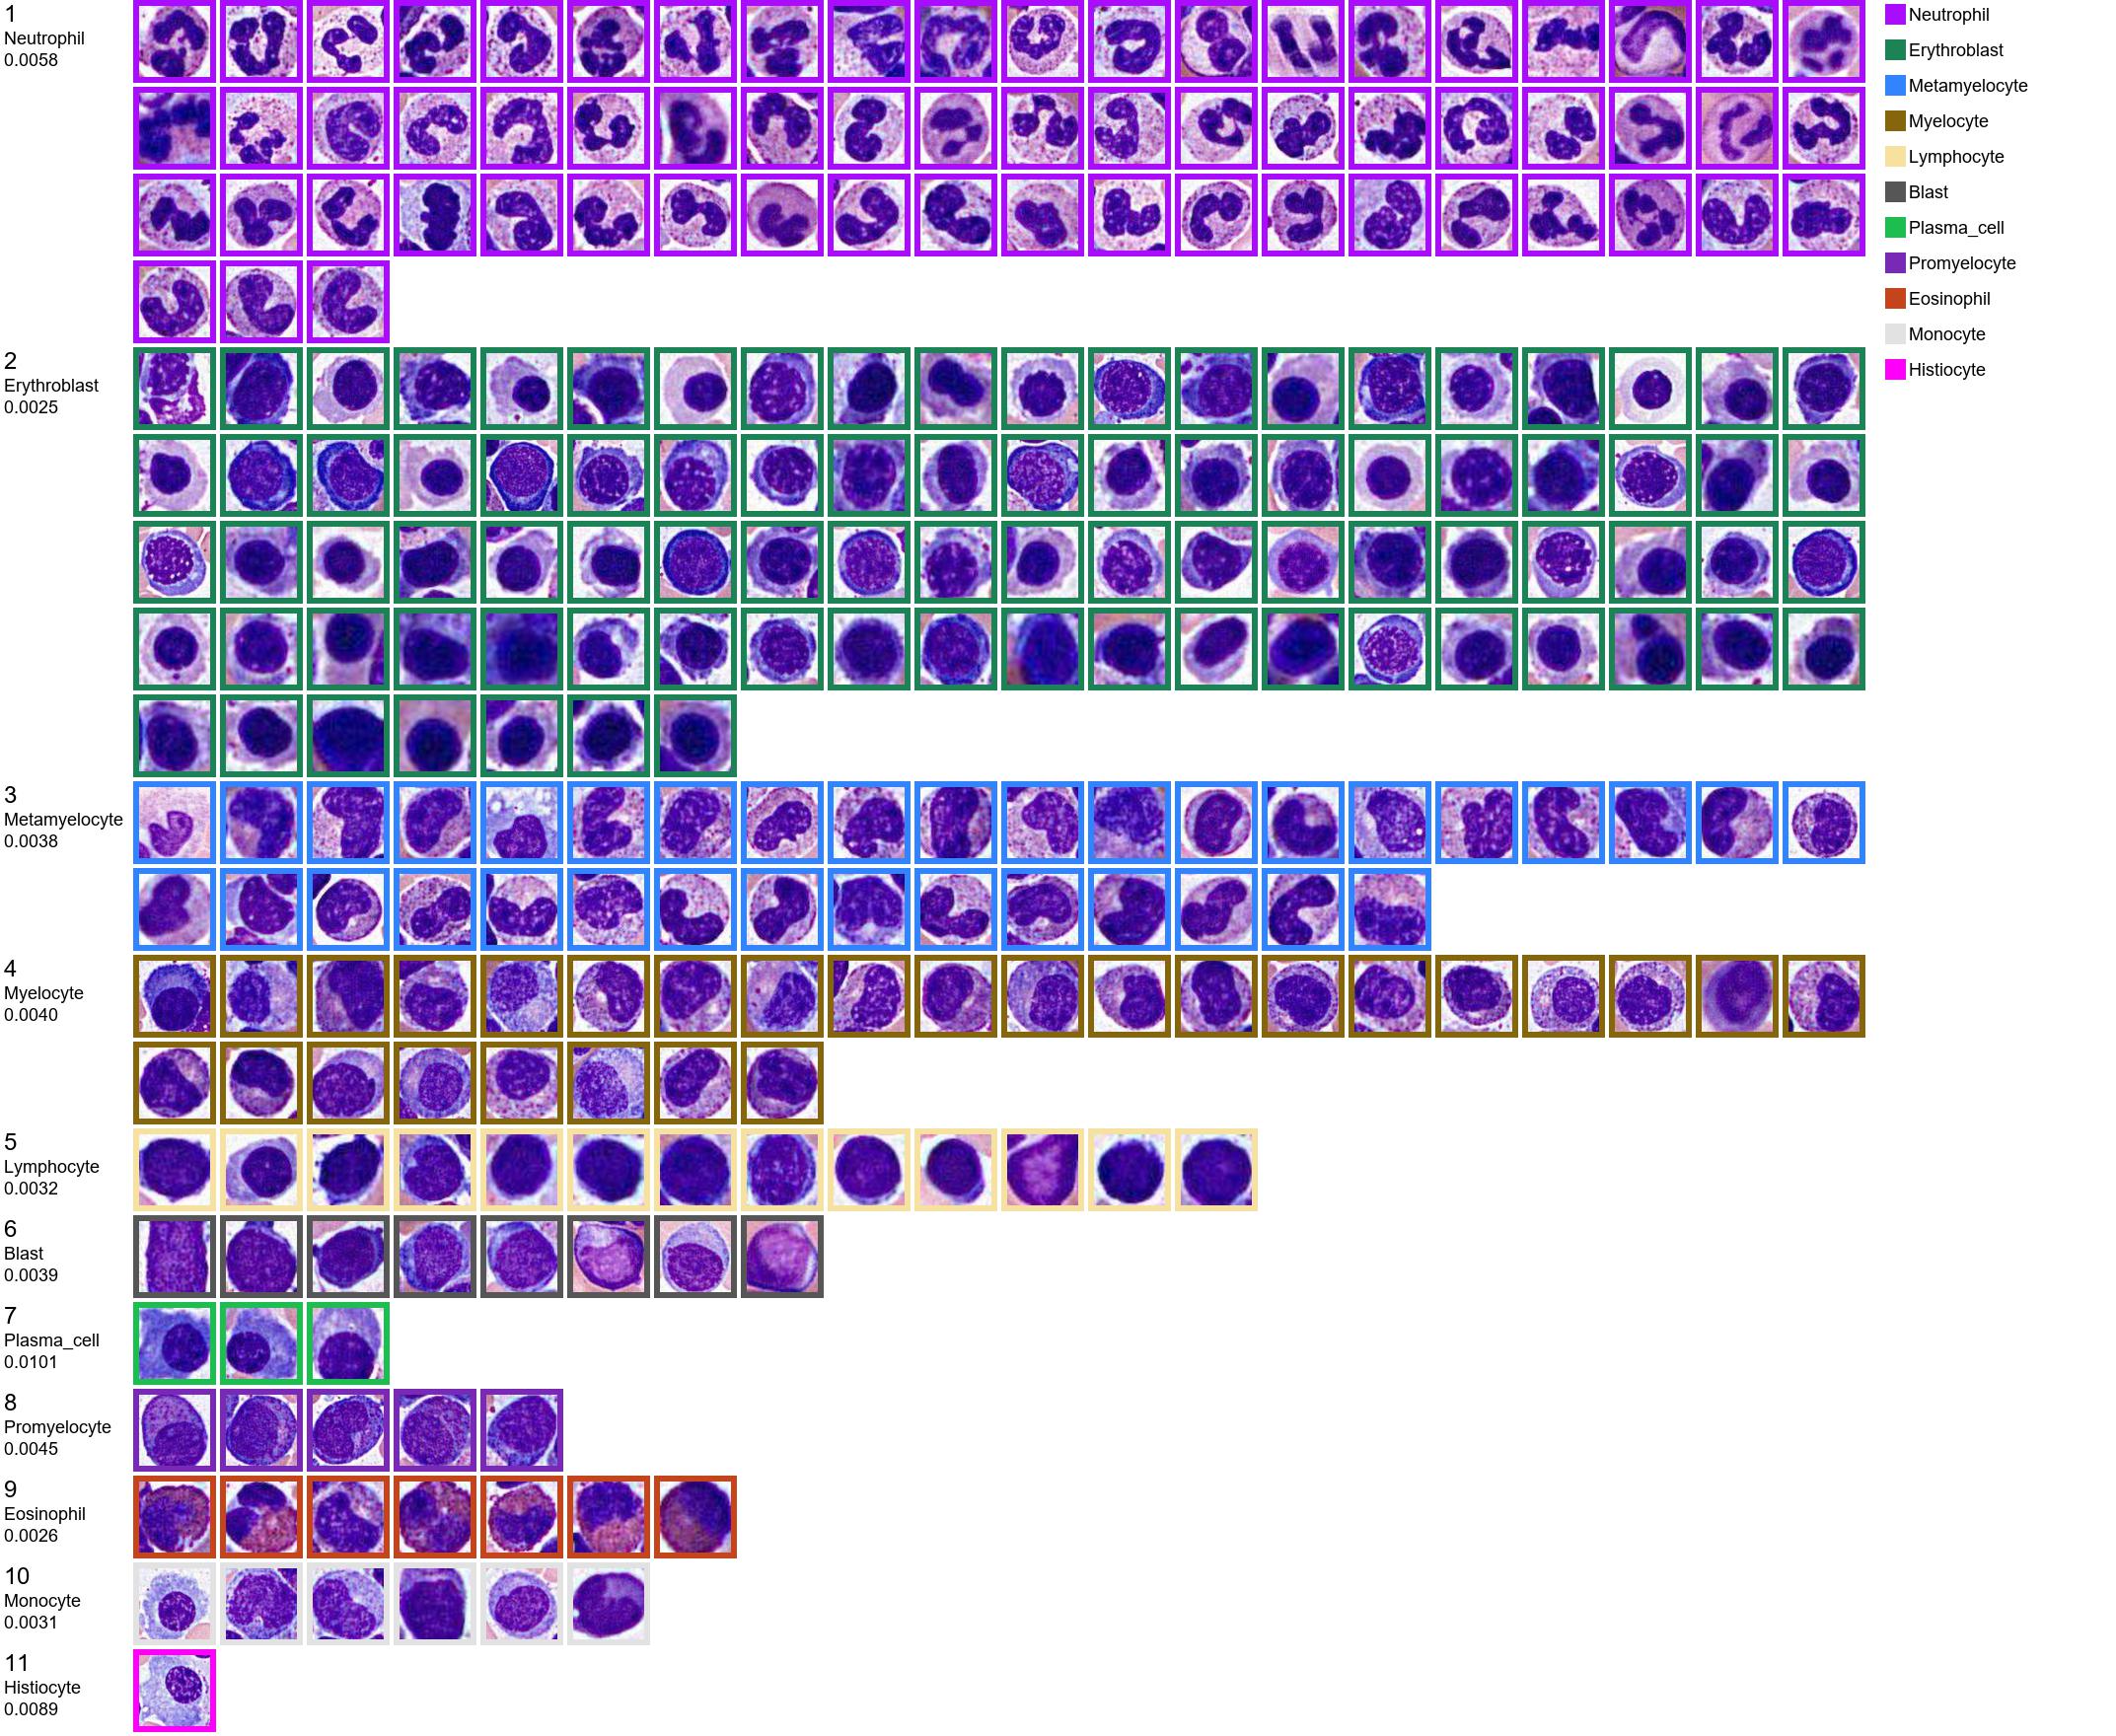 1
Neutrophil
0.0058
2
Erythroblast
0.0025
3
Metamyelocyte
0.0038
4
Myelocyte
0.0040
5
Lymphocyte
0.0032
6
Blast
0.0039
7
Plasma_cell
0.0101
8
Promyelocyte
0.0045
9
Eosinophil
0.0026
10
Monocyte
0.0031
11
Histiocyte
0.0089
Neutrophil
Erythroblast
Metamyelocyte
Myelocyte
Lymphocyte
Blast
Plasma_cell
Promyelocyte
Eosinophil
Monocyte
Histiocyte